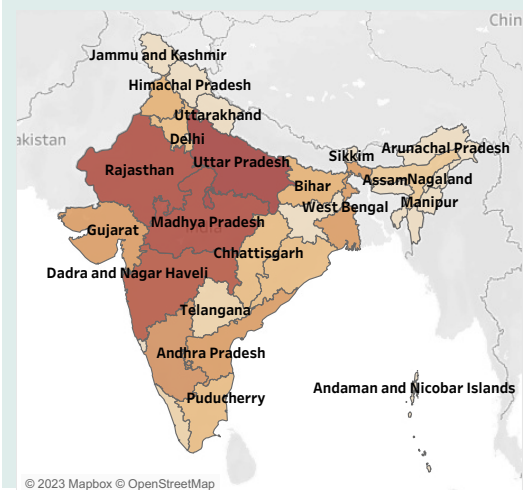 Chin
Jammu and Kashmir
Himachal Pradesh
Uttarakhand
akistan
Delhi
Rajasthan
Uttar Pradesh
Sikkim
Arunachal Pradesh
Bihar
Assam
Nagaland
West Bengal
Manipur
Madhya Pradesh
Gujarat
Chhattisgarh
Dadra and Nagar Haveli
Telangana
Andhra Pradesh
Andaman and Nicobar Islands
Puducherry
© 2023 Mapbox © OpenStreetMap